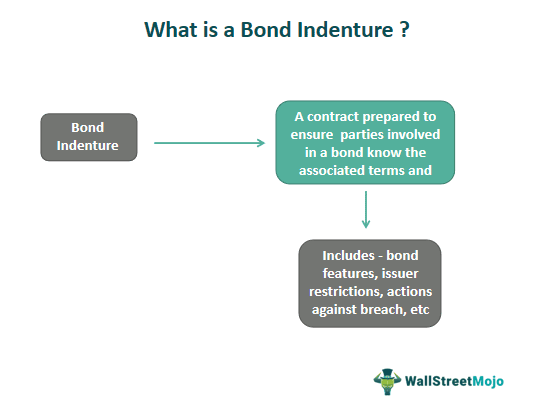 What is a Bond Indenture ?
Bond
Indenture
A contract prepared to
ensure parties involved
in a bond know the
associated terms and
Includes - bond
features, issuer
restrictions, actions
against breach, etc
WallStreetMojo